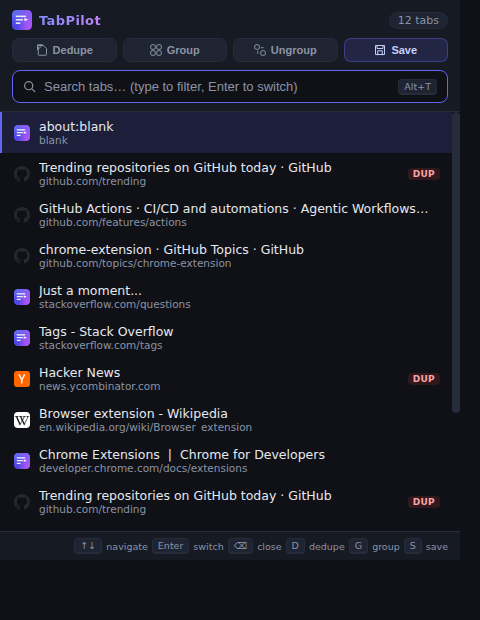 TabPilot
12 tabs
Dedupe
Group
Ungroup
Save
Search tabs… (type to filter, Enter to switch)
Alt+T
about:blank
blank
Trending repositories on GitHub today · GitHub
github.com/trending
DUP
GitHub Actions · CI/CD and automations · Agentic Workflows…
github.com/features/actions
chrome-extension · GitHub Topics · GitHub
github.com/topics/chrome-extension
Just a moment...
stackoverflow.com/questions
Tags - Stack Overflow
stackoverflow.com/tags
Y
Hacker News
news.ycombinator.com
DUP
W
Browser extension - Wikipedia
en.wikipedia.org/wiki/Browser_extension
Chrome Extensions | Chrome for Developers
developer.chrome.com/docs/extensions
Trending repositories on GitHub today · GitHub
github.com/trending
DUP
↑↓ navigate Enter switch ⌫ close D dedupe G group S save